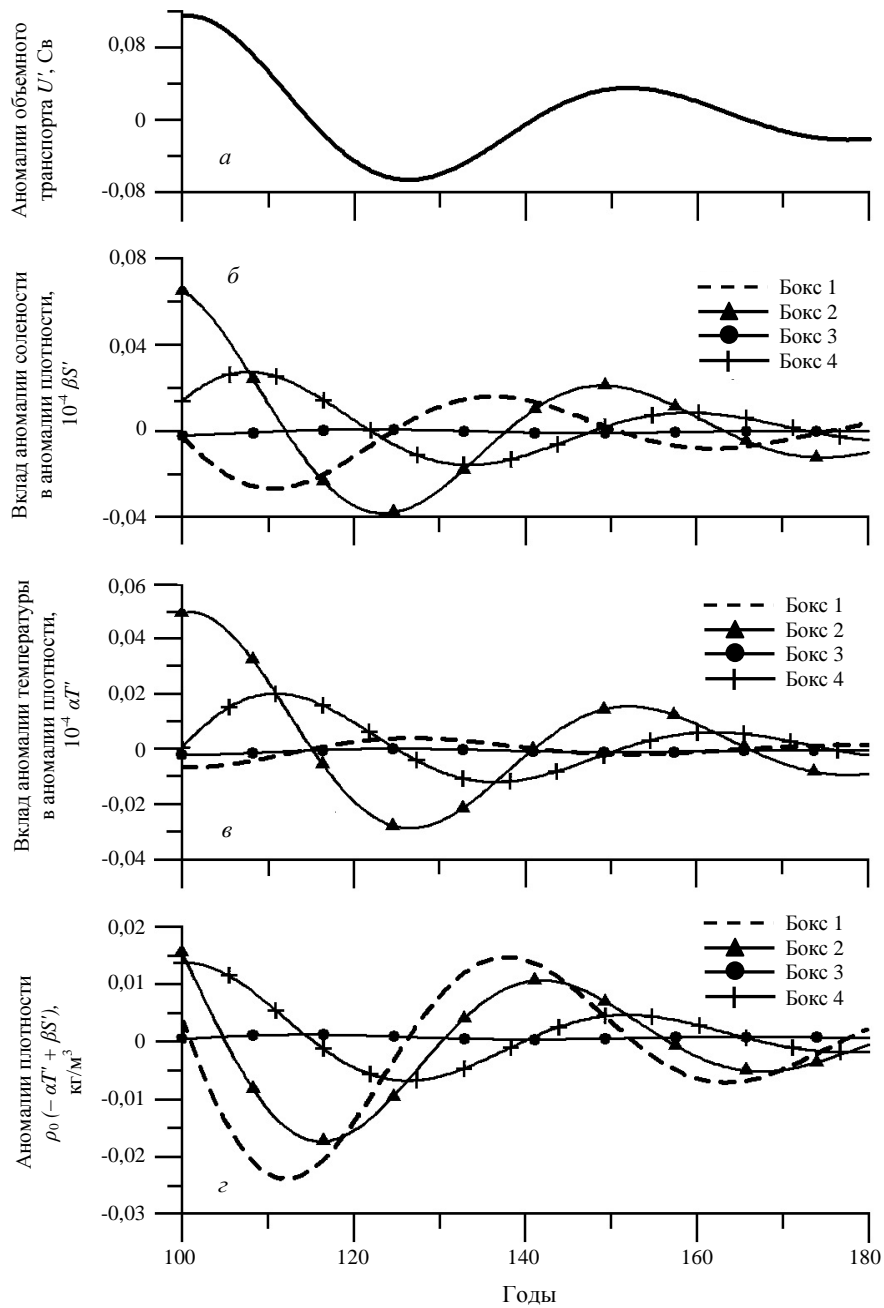 Аномалии объемного
транспорта U′, Св
0,08
0
-0,08
а
Вклад аномалии солености
в аномалии плотности,
10⁻⁴ βS′
0,08
0,04
0
-0,04
б
Бокс 1
Бокс 2
Бокс 3
Бокс 4
Вклад аномалии температуры
в аномалии плотности,
10⁻⁴ αT′
0,06
0,04
0,02
0
-0,02
-0,04
в
Бокс 1
Бокс 2
Бокс 3
Бокс 4
Аномалии плотности
ρ₀ (– αT′ + βS′),
кг/м³
0,02
0,01
0
-0,01
-0,02
-0,03
г
Бокс 1
Бокс 2
Бокс 3
Бокс 4
100 120 140 160 180
Годы